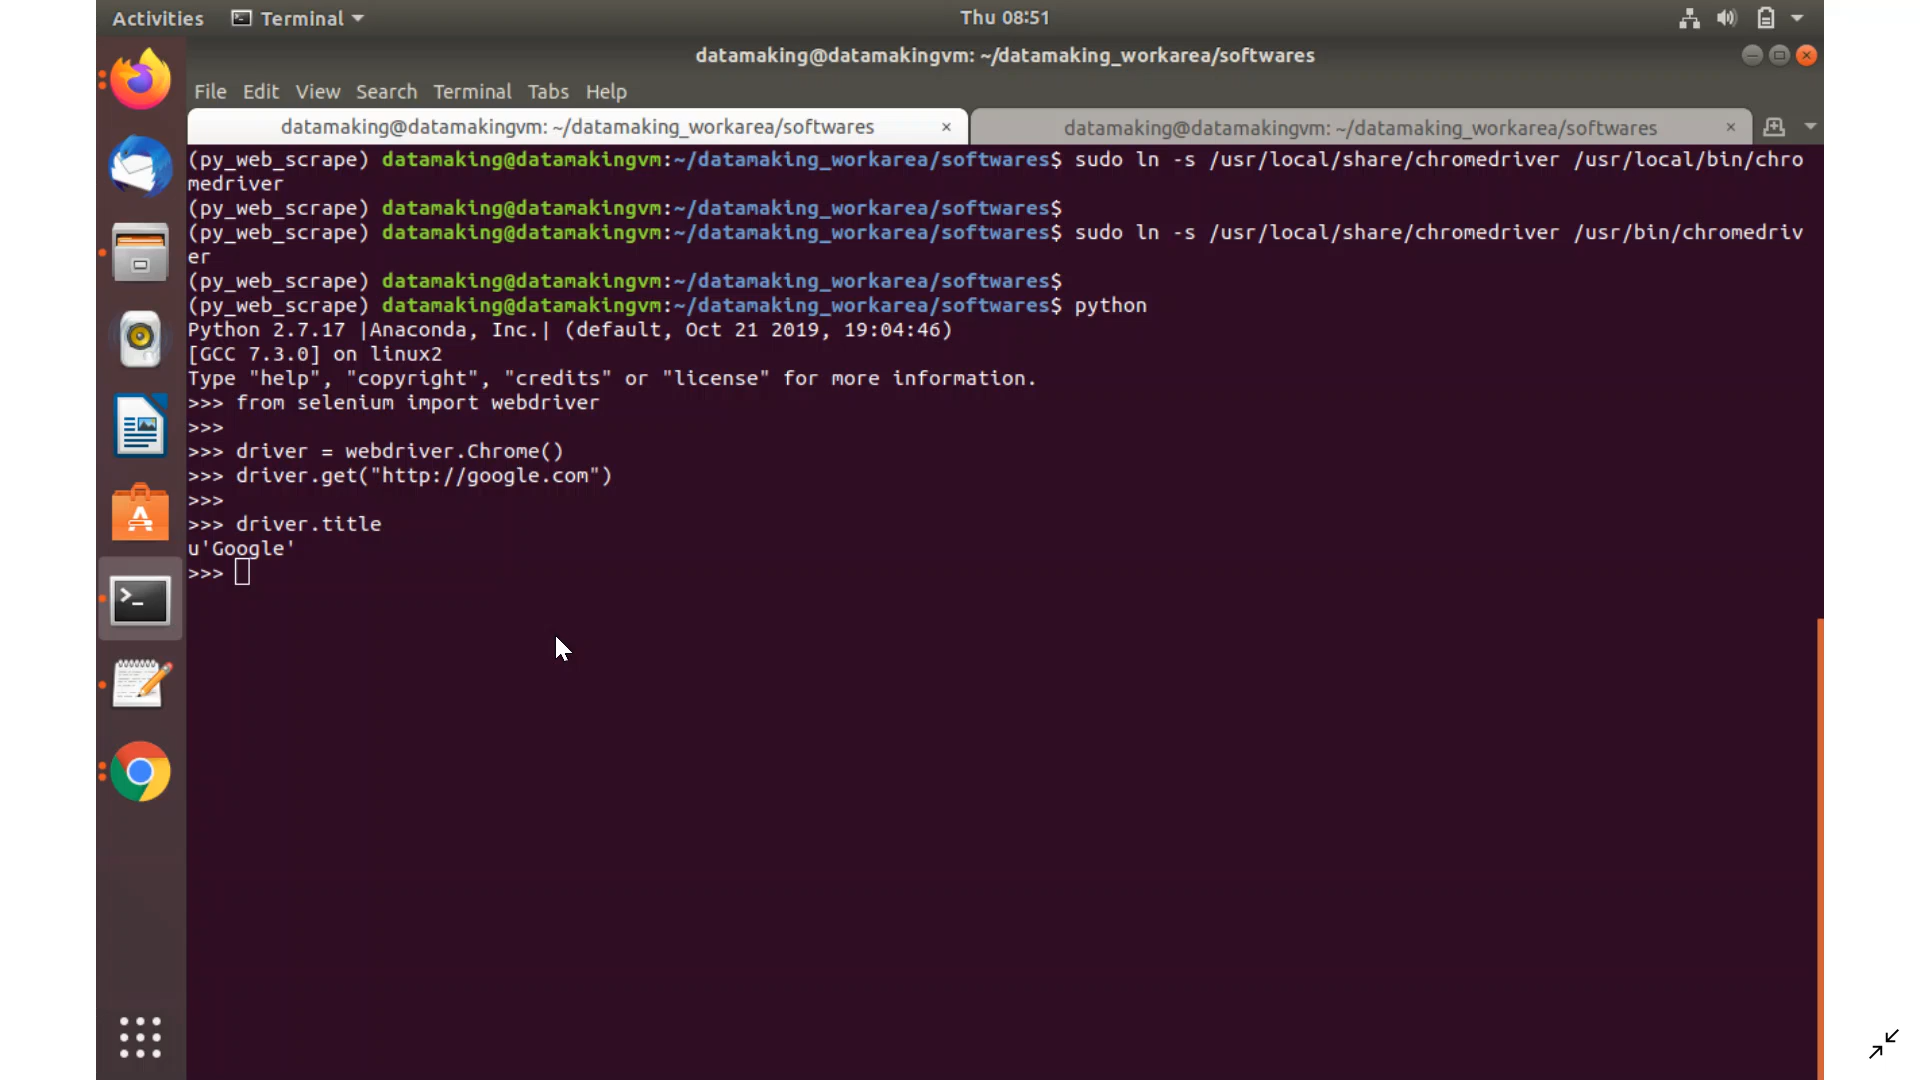 Activities Terminal Thu 08:51
datamaking@datamakingvm: ~/datamaking_workarea/softwares
File Edit View Search Terminal Tabs Help
datamaking@datamakingvm: ~/datamaking_workarea/softwares × datamaking@datamakingvm: ~/datamaking_workarea/softwares ×
(py_web_scrape) datamaking@datamakingvm:~/datamaking_workarea/softwares$ sudo ln -s /usr/local/share/chromedriver /usr/local/bin/chro
medriver
(py_web_scrape) datamaking@datamakingvm:~/datamaking_workarea/softwares$
(py_web_scrape) datamaking@datamakingvm:~/datamaking_workarea/softwares$ sudo ln -s /usr/local/share/chromedriver /usr/bin/chromedriv
er
(py_web_scrape) datamaking@datamakingvm:~/datamaking_workarea/softwares$
(py_web_scrape) datamaking@datamakingvm:~/datamaking_workarea/softwares$ python
Python 2.7.17 |Anaconda, Inc.| (default, Oct 21 2019, 19:04:46)
[GCC 7.3.0] on linux2
Type "help", "copyright", "credits" or "license" for more information.
>>> from selenium import webdriver
>>>
>>> driver = webdriver.Chrome()
>>> driver.get("http://google.com")
>>>
>>> driver.title
u'Google'
>>>